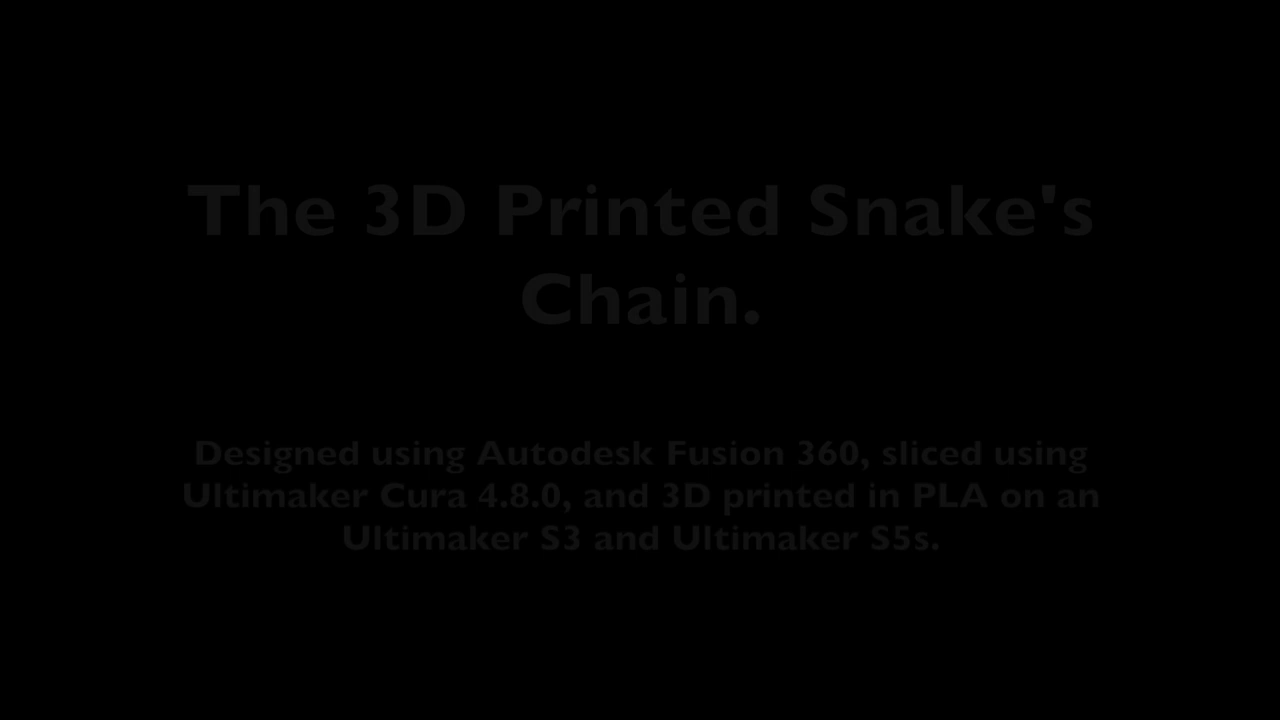 The 3D Printed Snake's
Chain.
Designed using Autodesk Fusion 360, sliced using
Ultimaker Cura 4.8.0, and 3D printed in PLA on an
Ultimaker S3 and Ultimaker S5s.